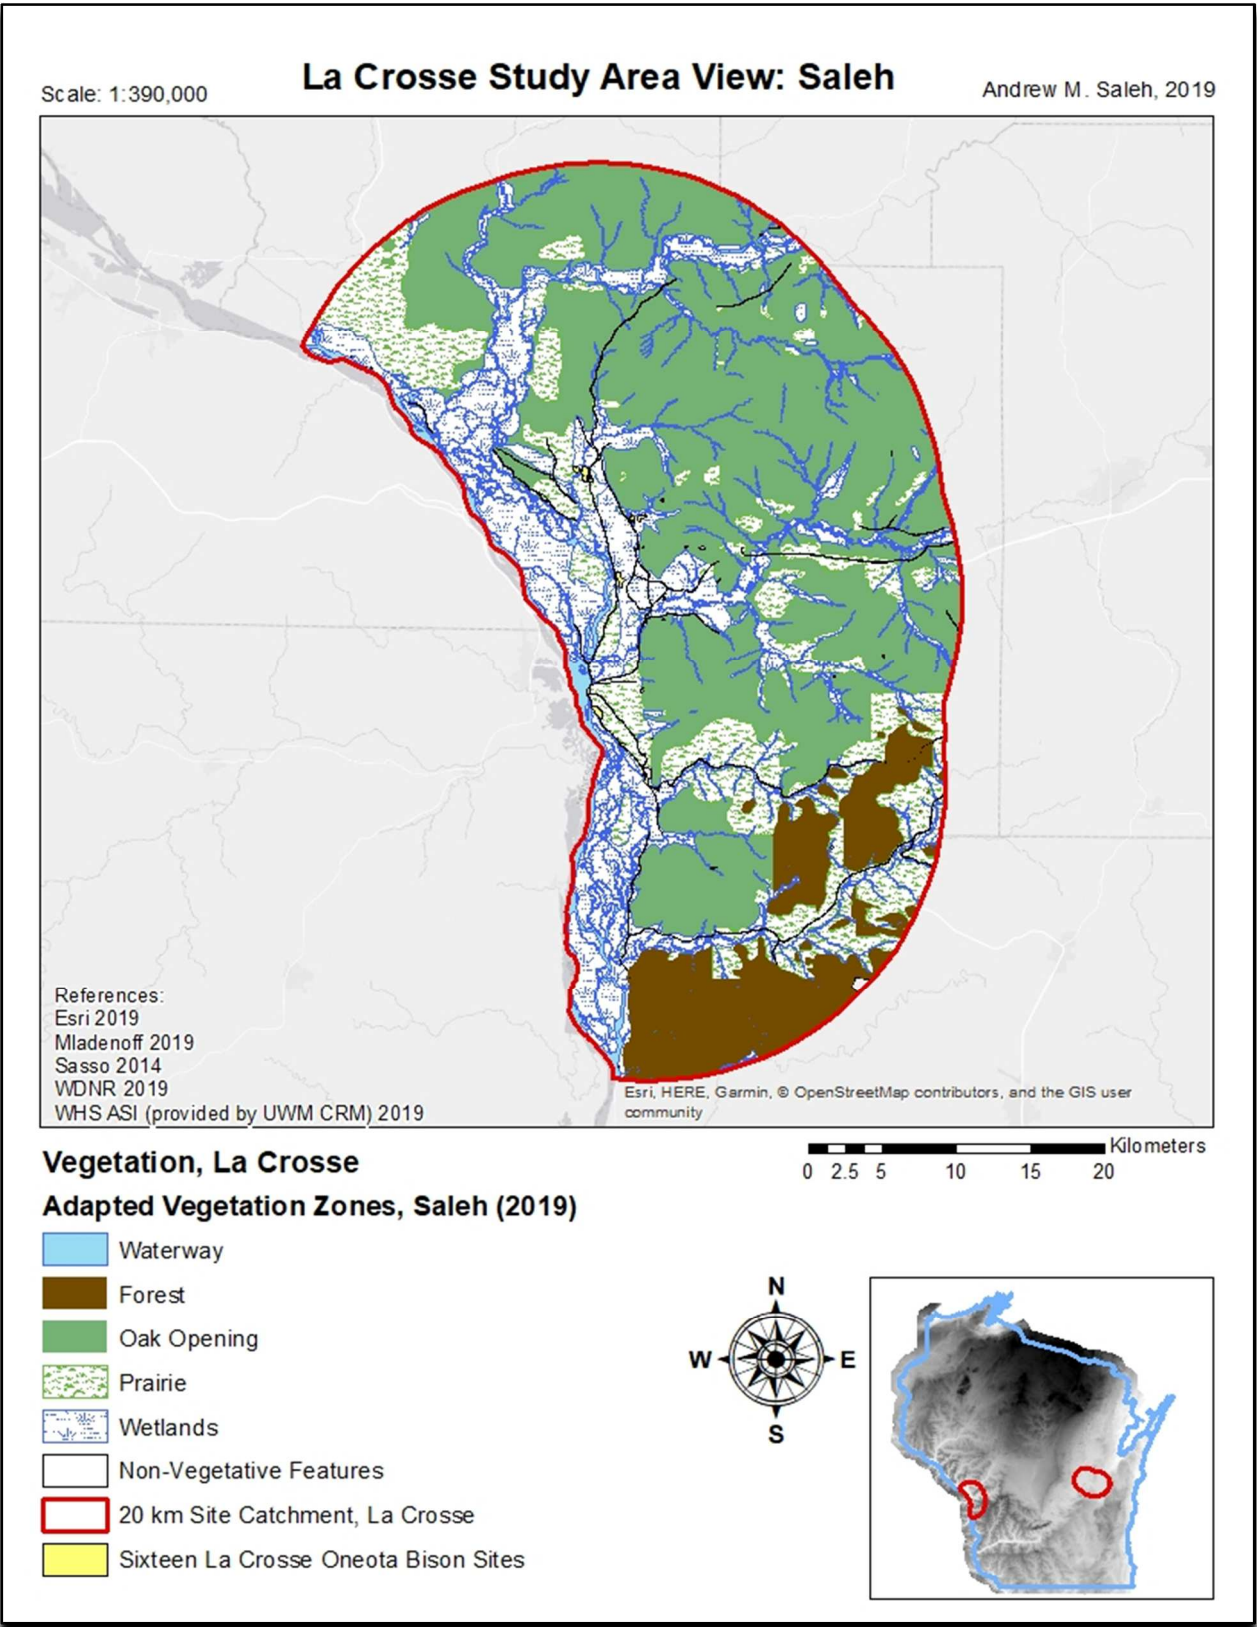 La Crosse Study Area View: Saleh
Scale: 1:390,000
Andrew M. Saleh, 2019
References:
Esri 2019
Mladenoff 2019
Sasso 2014
WDNR 2019
WHS ASI (provided by UWM CRM) 2019
Esri, HERE, Garmin, © OpenStreetMap contributors, and the GIS user
community
Kilometers
0 2.5 5 10 15 20
Vegetation, La Crosse
Adapted Vegetation Zones, Saleh (2019)
Waterway
Forest
Oak Opening
Prairie
Wetlands
Non-Vegetative Features
20 km Site Catchment, La Crosse
Sixteen La Crosse Oneota Bison Sites
N
W E
S